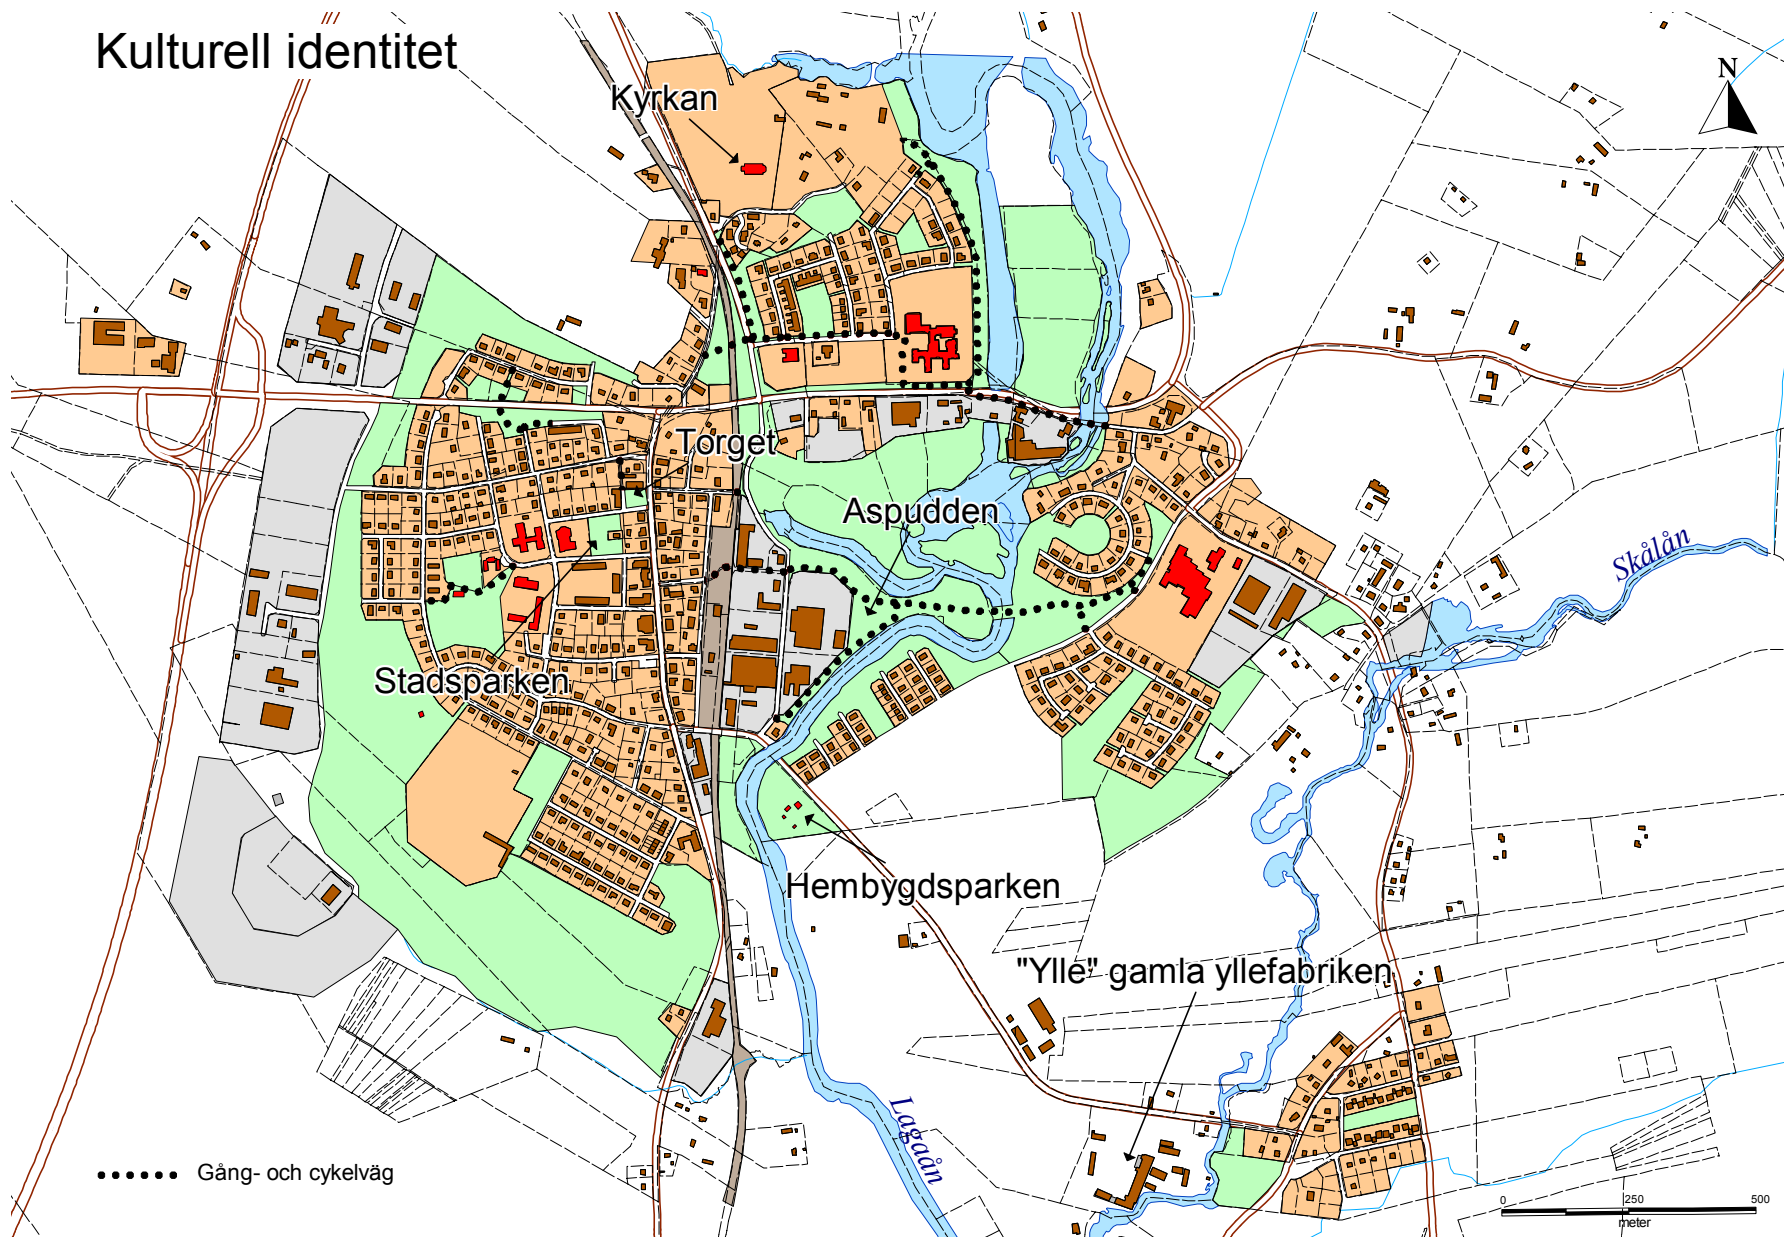 Kulturell identitet
Kyrkan
N
Torget
Aspudden
Skålån
Stadsparken
Hembygdsparken
"Ylle" gamla yllefabriken
Lagaån
Gång- och cykelväg
0 250 500
meter